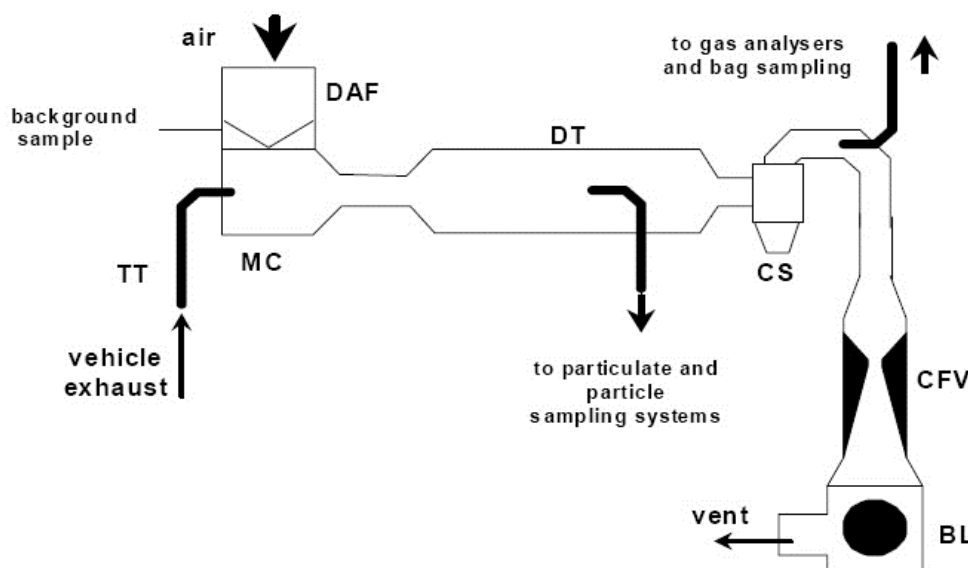 air
DAF
background
sample
to gas analysers
and bag sampling
DT
TT
MC
CS
vehicle
exhaust
to particulate and
particle
sampling systems
CFV
vent
BL